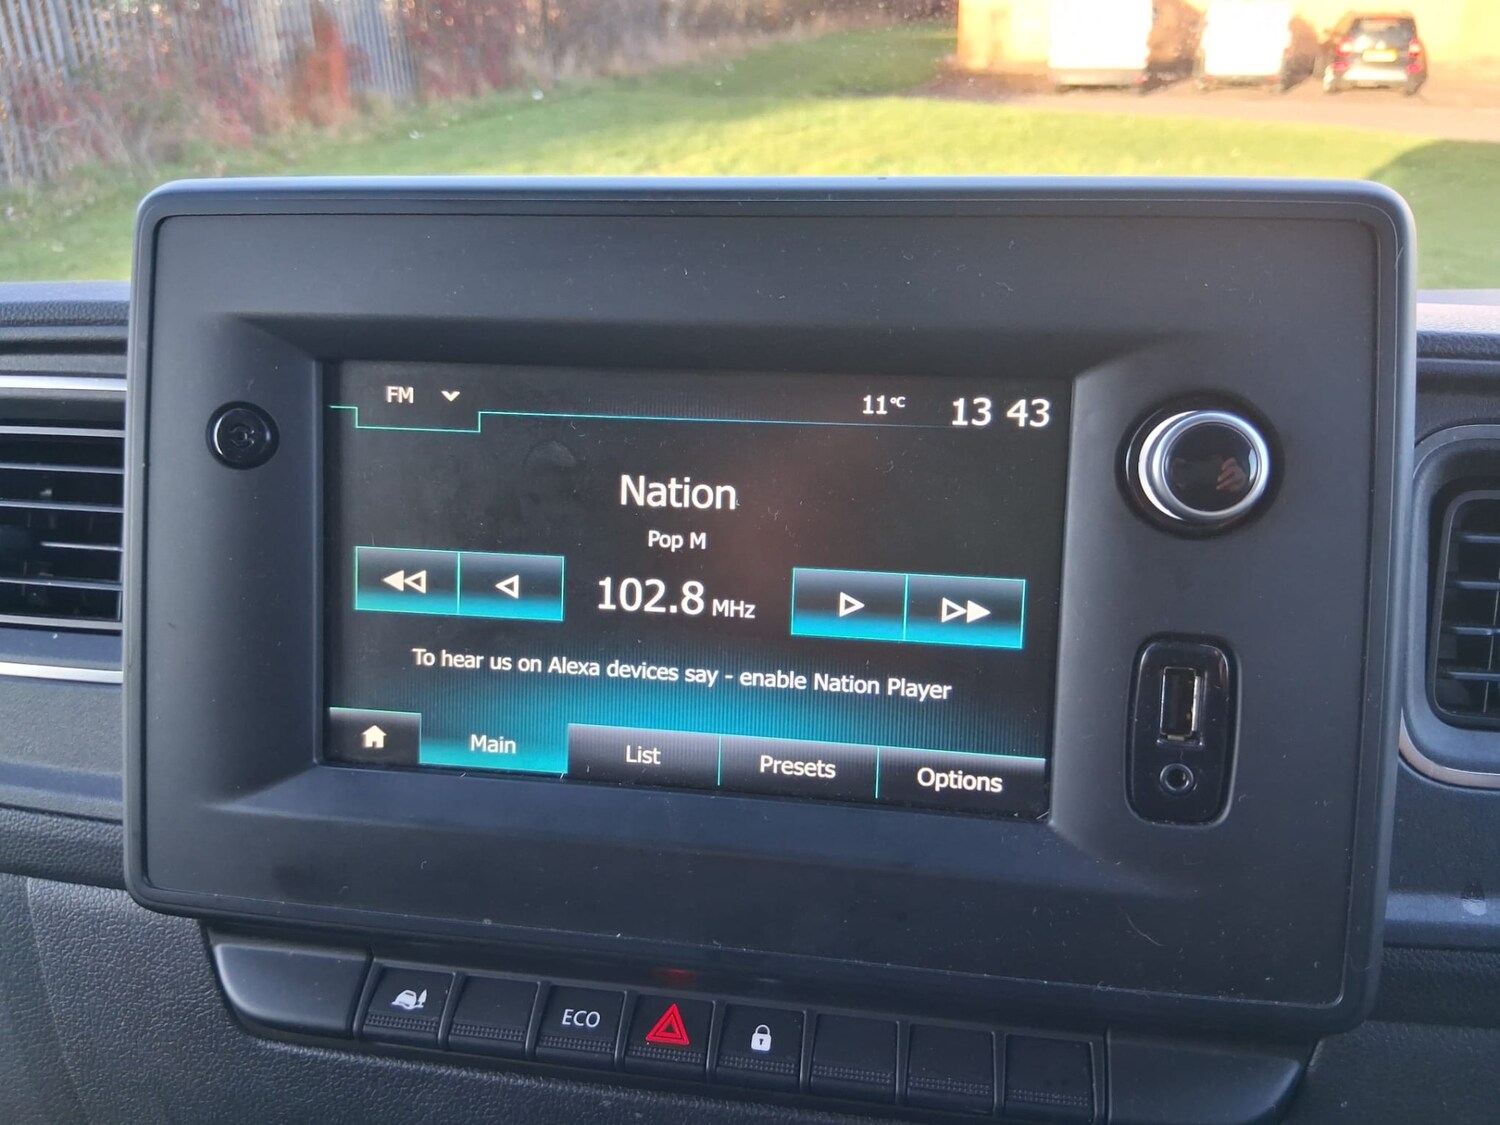 FM
11°C 13 43
Nation
Pop M
102.8 MHz
To hear us on Alexa devices say - enable Nation Player
Main List Presets Options
ECO